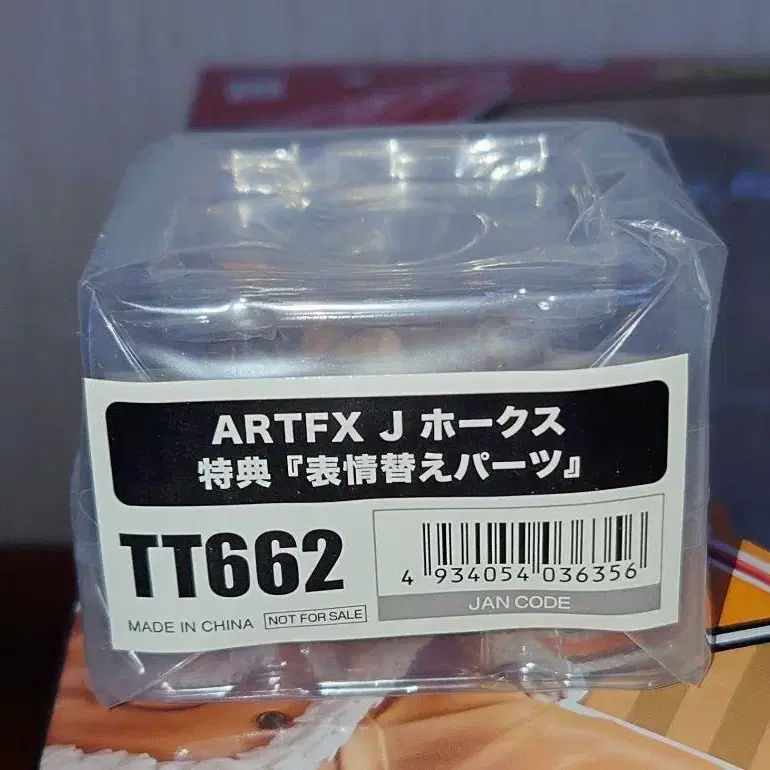 ARTFX J ホークス
特典『表情替えパーツ』
TT662
MADE IN CHINA NOT FOR SALE
4 934054 036356
JAN CODE